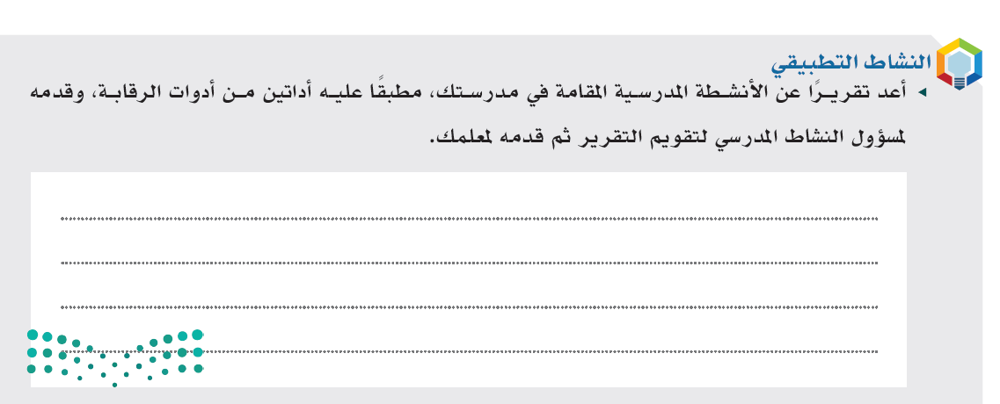 النشاط التطبيقي
أعد تقريرًا عن الأنشطة المدرسية المقامة في مدرستك، مطبقًا عليه أداتين من أدوات الرقابة، وقدمه
لمسؤول النشاط المدرسي لتقويم التقرير ثم قدمه لمعلمك.